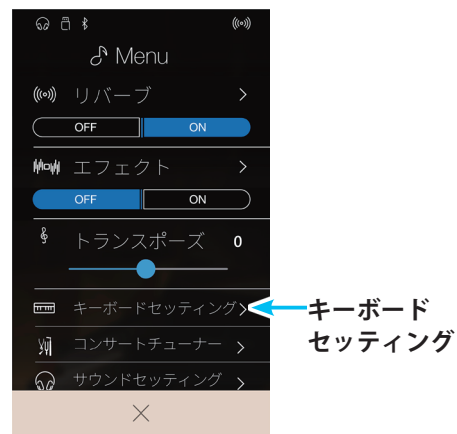 Menu
リバーブ
OFF ON
エフェクト
OFF ON
トランスポーズ 0
キーボードセッティング
キーボード
セッティング
コンサートチューナー
サウンドセッティング